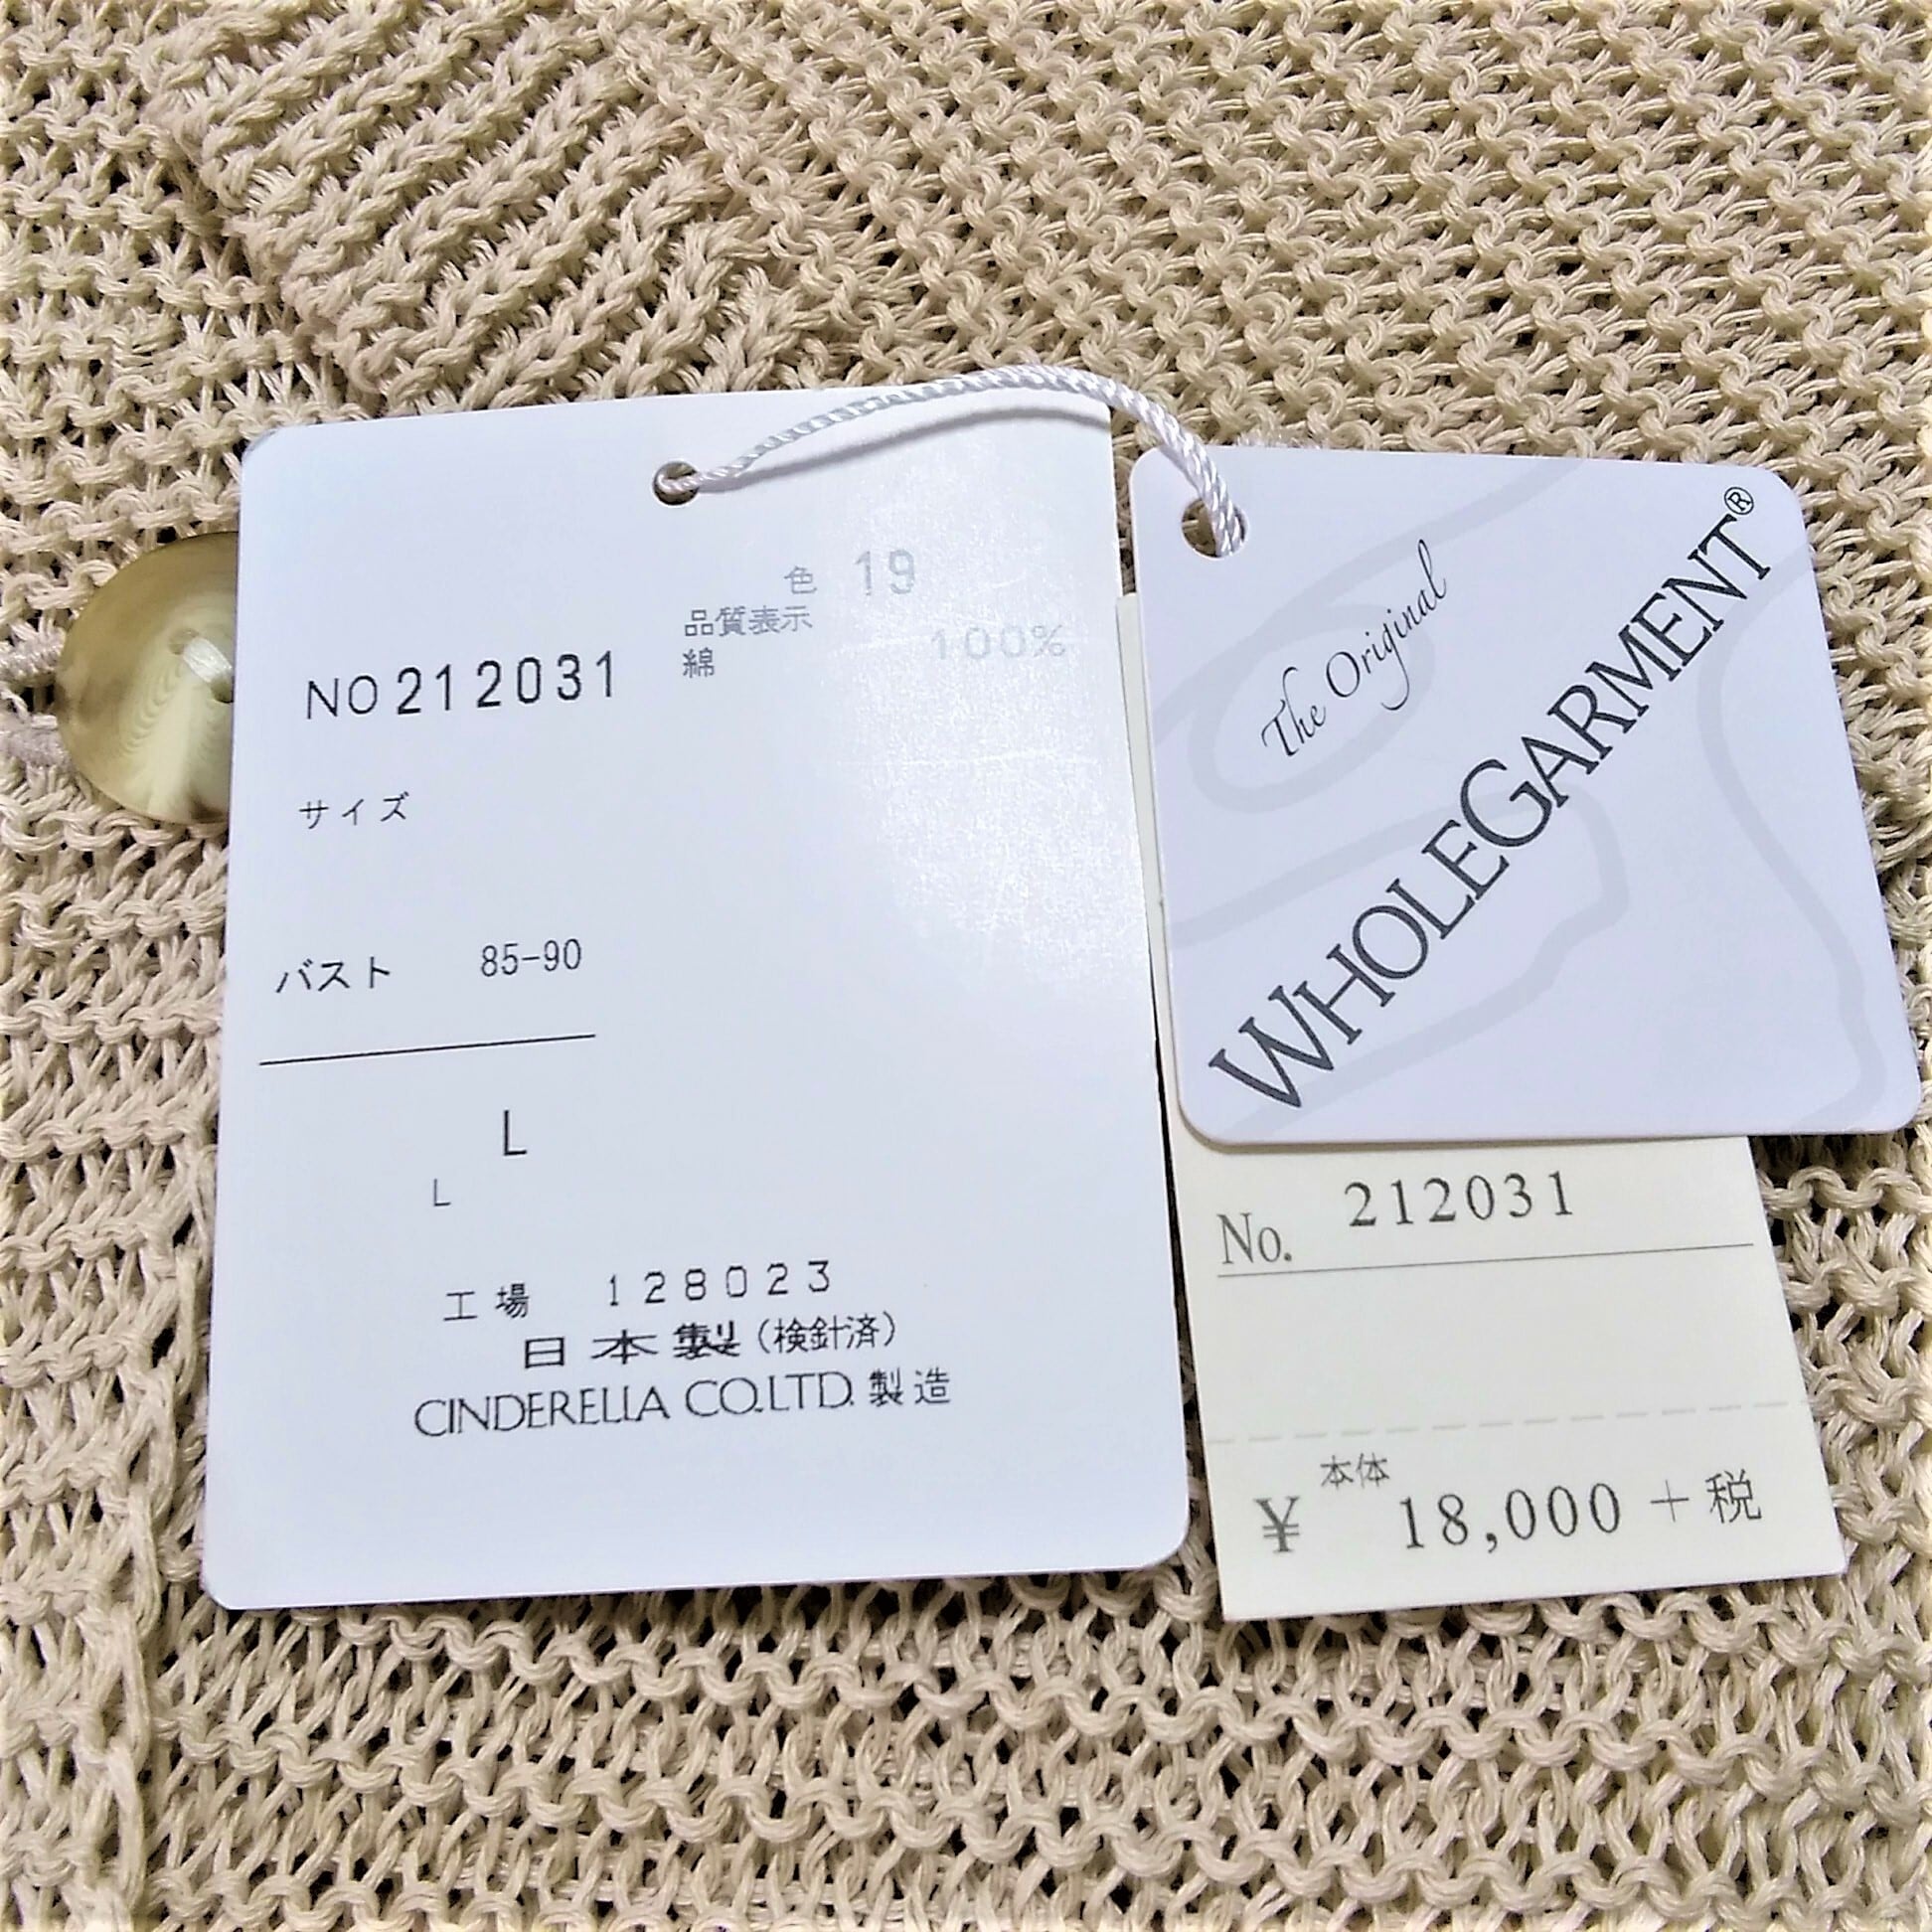 色 19
品質表示
綿 100%
NO212031
サイズ
バスト 85-90
L
L
工場 128023
日本製(検針済)
CINDERELLA CO.LTD.製造
The Original
WHOLEGARMENT®
No. 212031
本体
¥ 18,000 + 税